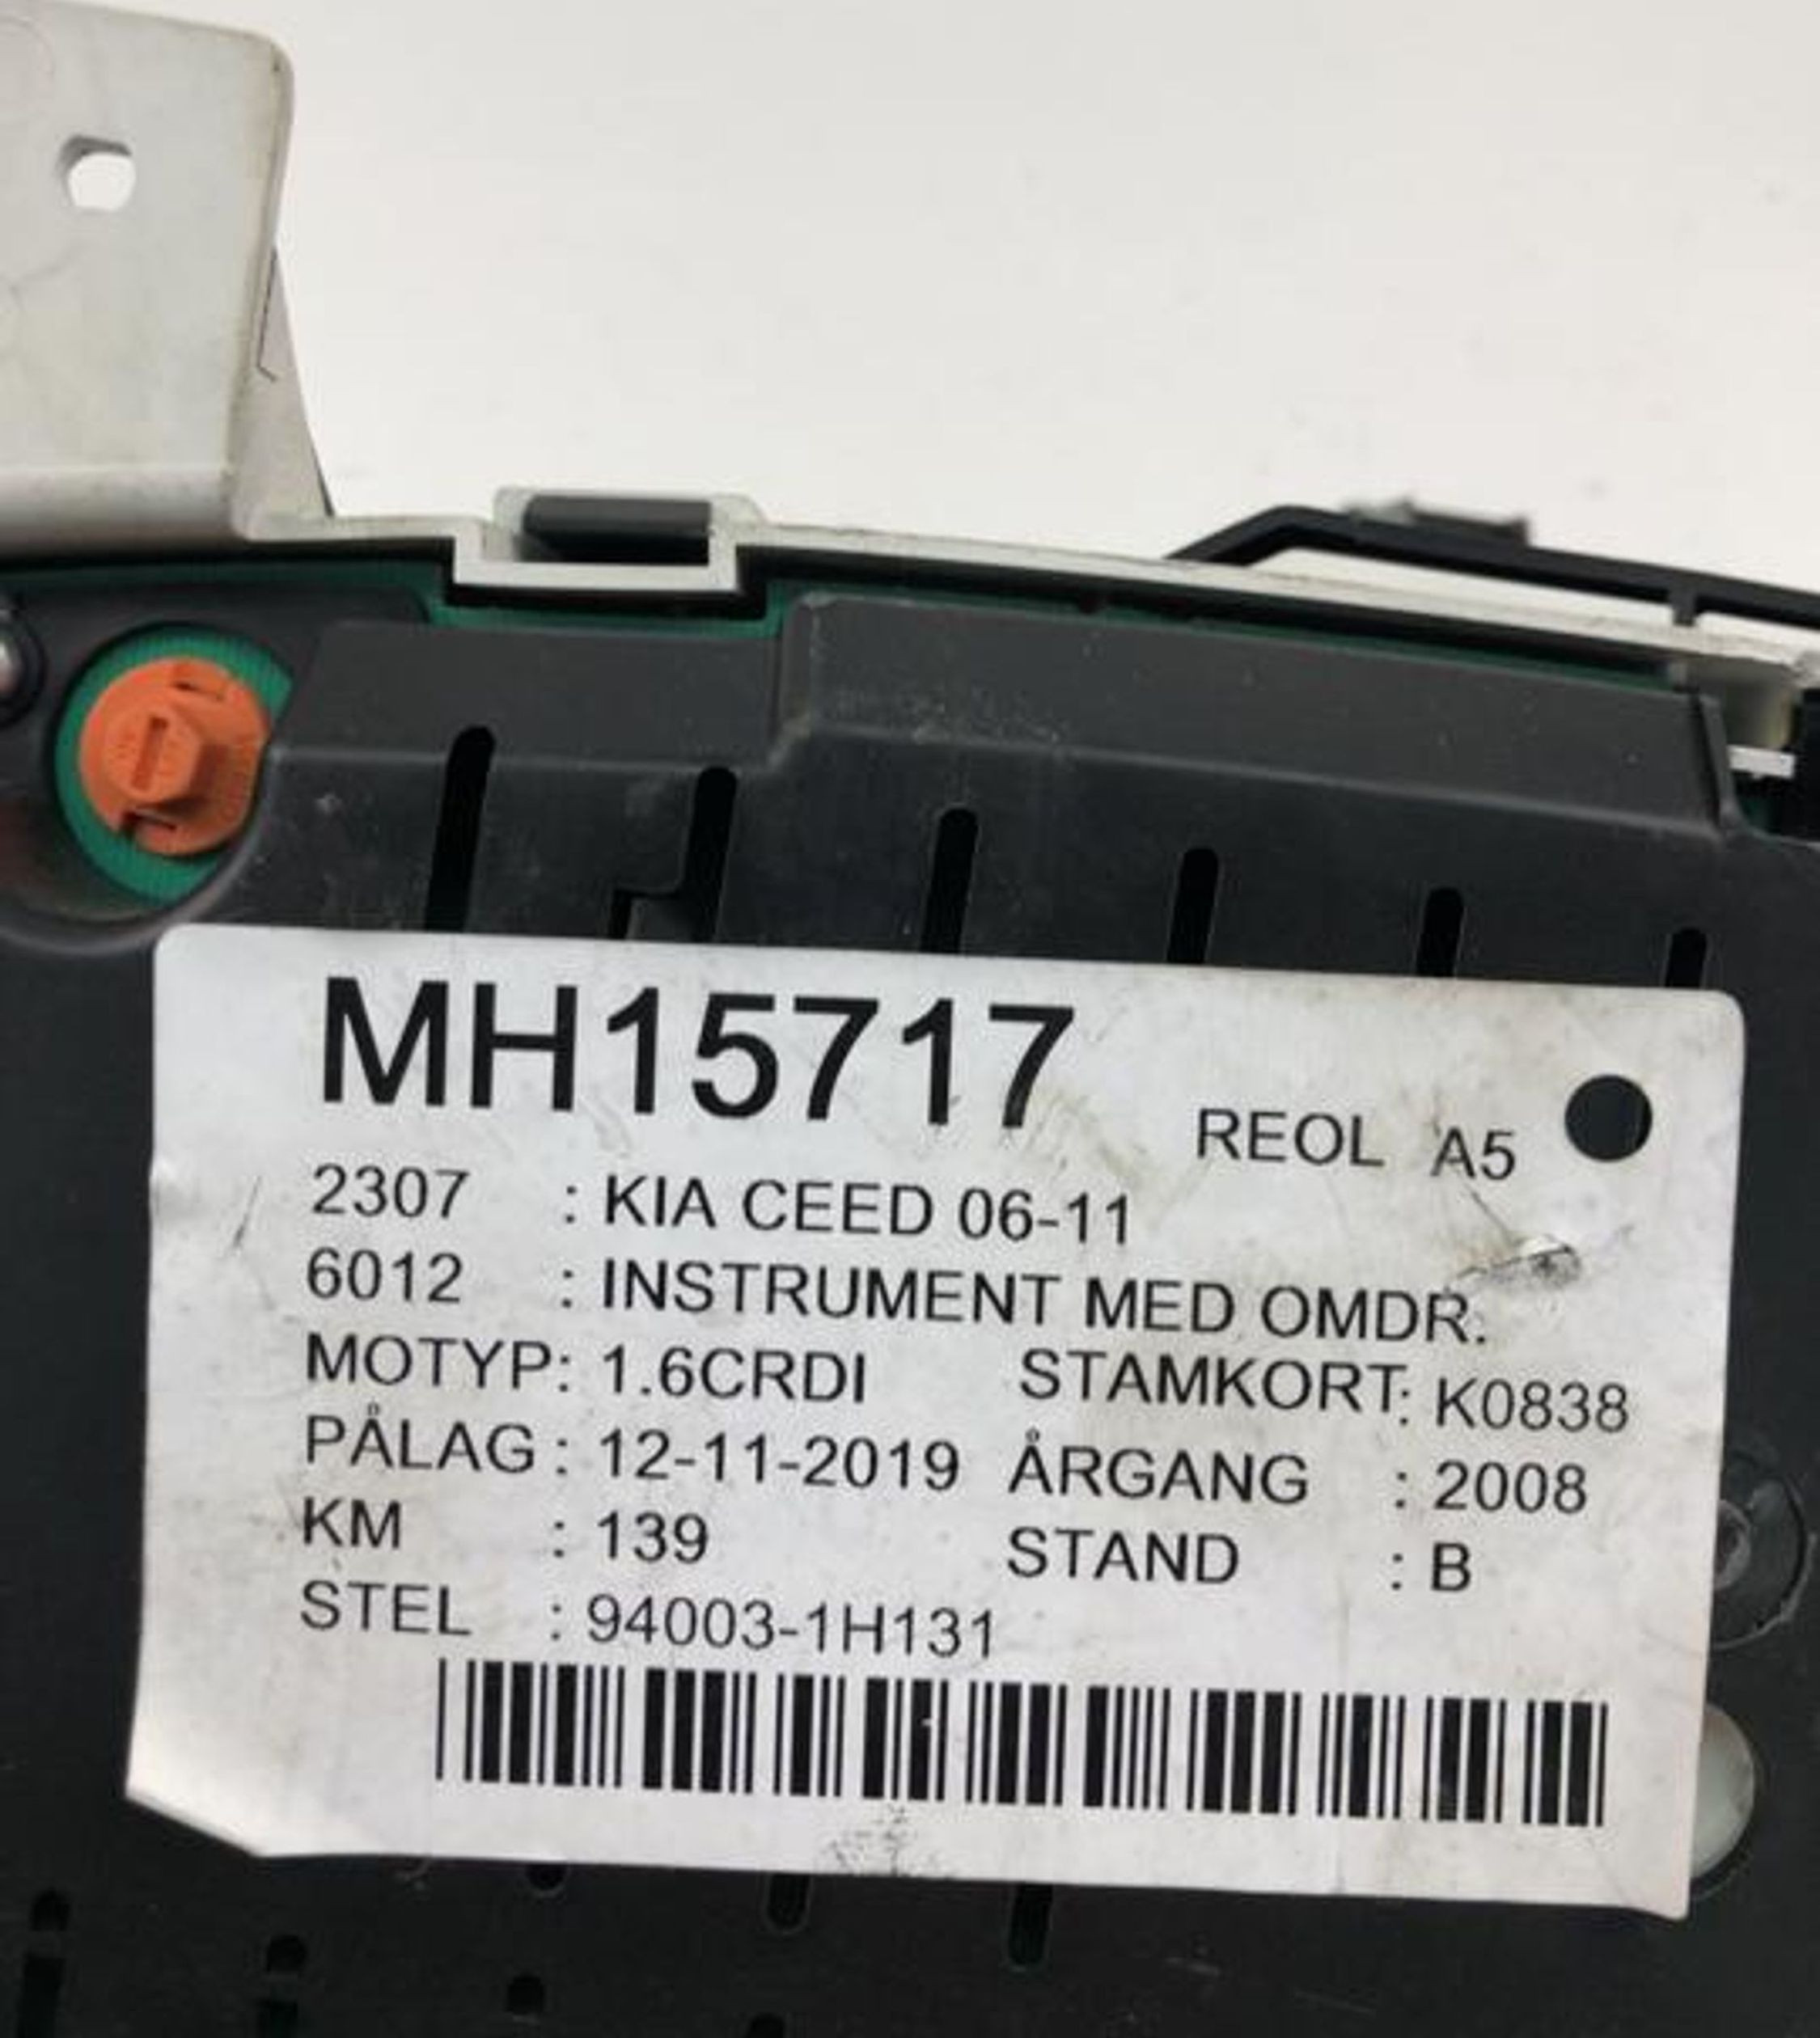 MH15717 REOL A5
2307 : KIA CEED 06-11
6012 : INSTRUMENT MED OMDR.
MOTYP: 1.6CRDI STAMKORT: K0838
PÅLAG : 12-11-2019 ÅRGANG : 2008
KM : 139 STAND : B
STEL : 94003-1H131